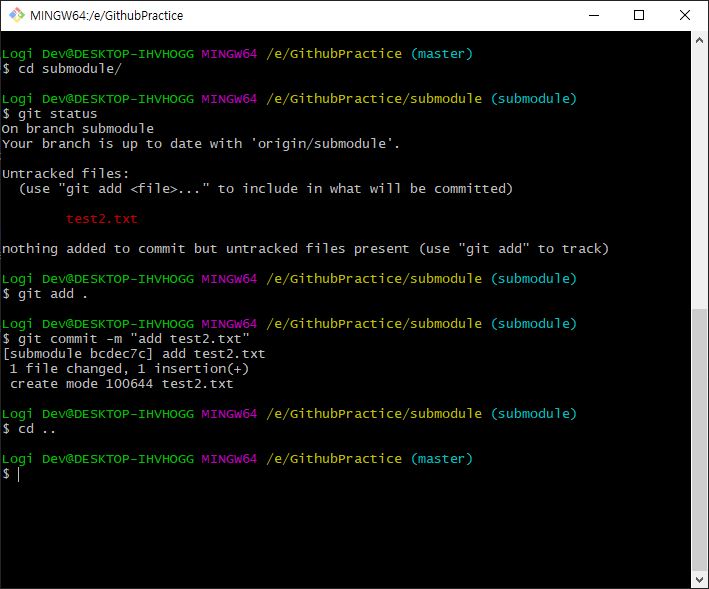 MINGW64:/e/GithubPractice
Logi Dev@DESKTOP-IHVHOGG MINGW64 /e/GithubPractice (master)
$ cd submodule/
Logi Dev@DESKTOP-IHVHOGG MINGW64 /e/GithubPractice/submodule (submodule)
$ git status
On branch submodule
Your branch is up to date with 'origin/submodule'.
Untracked files:
  (use "git add <file>..." to include in what will be committed)
        test2.txt
nothing added to commit but untracked files present (use "git add" to track)
Logi Dev@DESKTOP-IHVHOGG MINGW64 /e/GithubPractice/submodule (submodule)
$ git add .
Logi Dev@DESKTOP-IHVHOGG MINGW64 /e/GithubPractice/submodule (submodule)
$ git commit -m "add test2.txt"
[submodule bcdec7c] add test2.txt
 1 file changed, 1 insertion(+)
 create mode 100644 test2.txt
Logi Dev@DESKTOP-IHVHOGG MINGW64 /e/GithubPractice/submodule (submodule)
$ cd ..
Logi Dev@DESKTOP-IHVHOGG MINGW64 /e/GithubPractice (master)
$